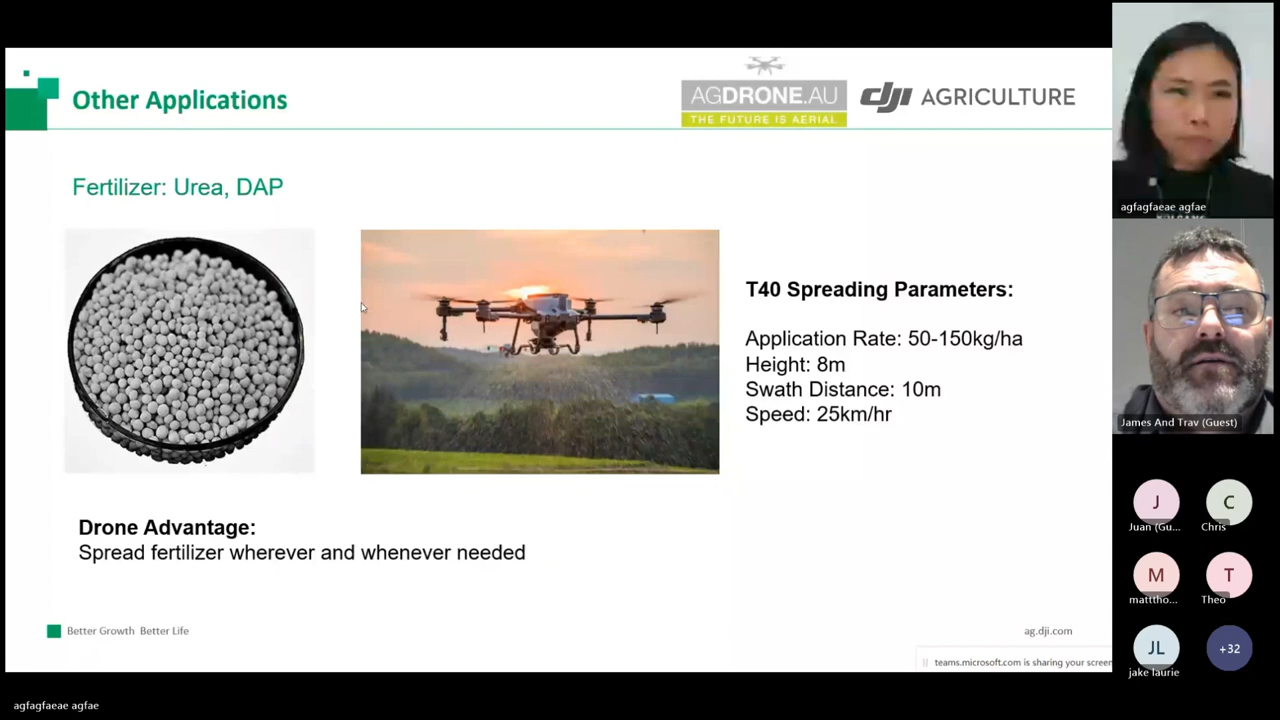 Other Applications
AGDRONE.AU
THE FUTURE IS AERIAL
dji AGRICULTURE
Fertilizer: Urea, DAP
T40 Spreading Parameters:
Application Rate: 50-150kg/ha
Height: 8m
Swath Distance: 10m
Speed: 25km/hr
Drone Advantage:
Spread fertilizer wherever and whenever needed
Better Growth Better Life
ag.dji.com
teams.microsoft.com is sharing your screen
agfagfaeae agfae
James And Trav (Guest)
J
C
Juan (Gu...
Chris
M
T
mattho...
Theo
JL
+32
jake laurie
agfagfaeae agfae